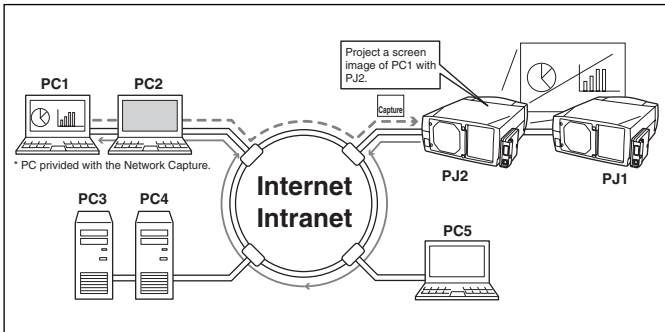 Project a screen
image of PC1 with
PJ2.
PC1
PC2
Capture
* PC privided with the Network Capture.
PJ2
PJ1
Internet
Intranet
PC3
PC4
PC5